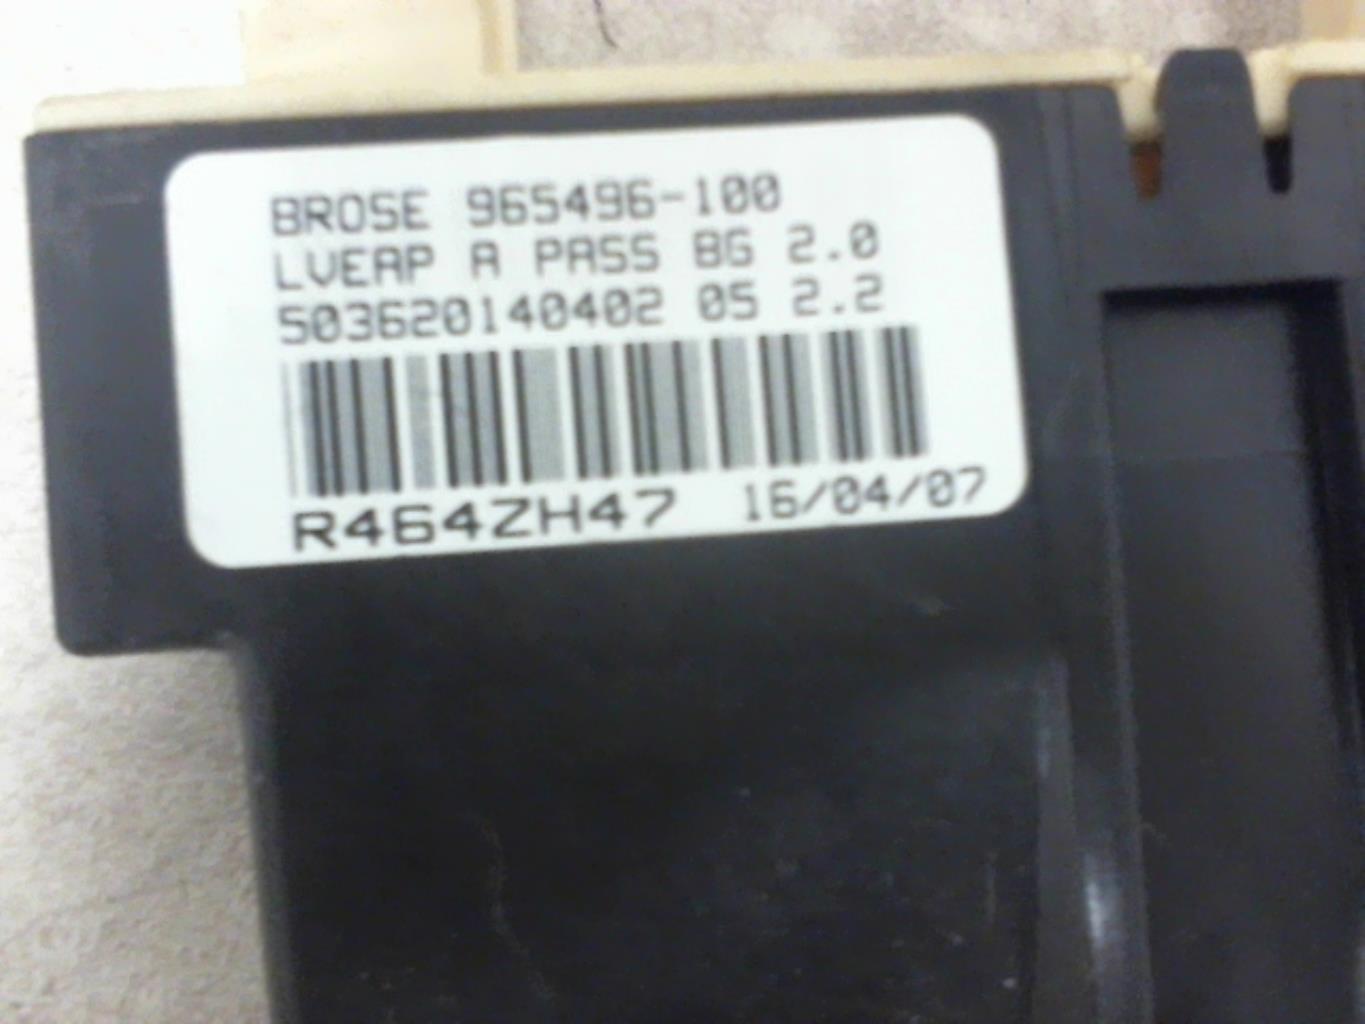 BROSE 965496-100
LVEAP A PASS BG 2.0
503620140402 05 2.2
R464ZH47 16/04/07